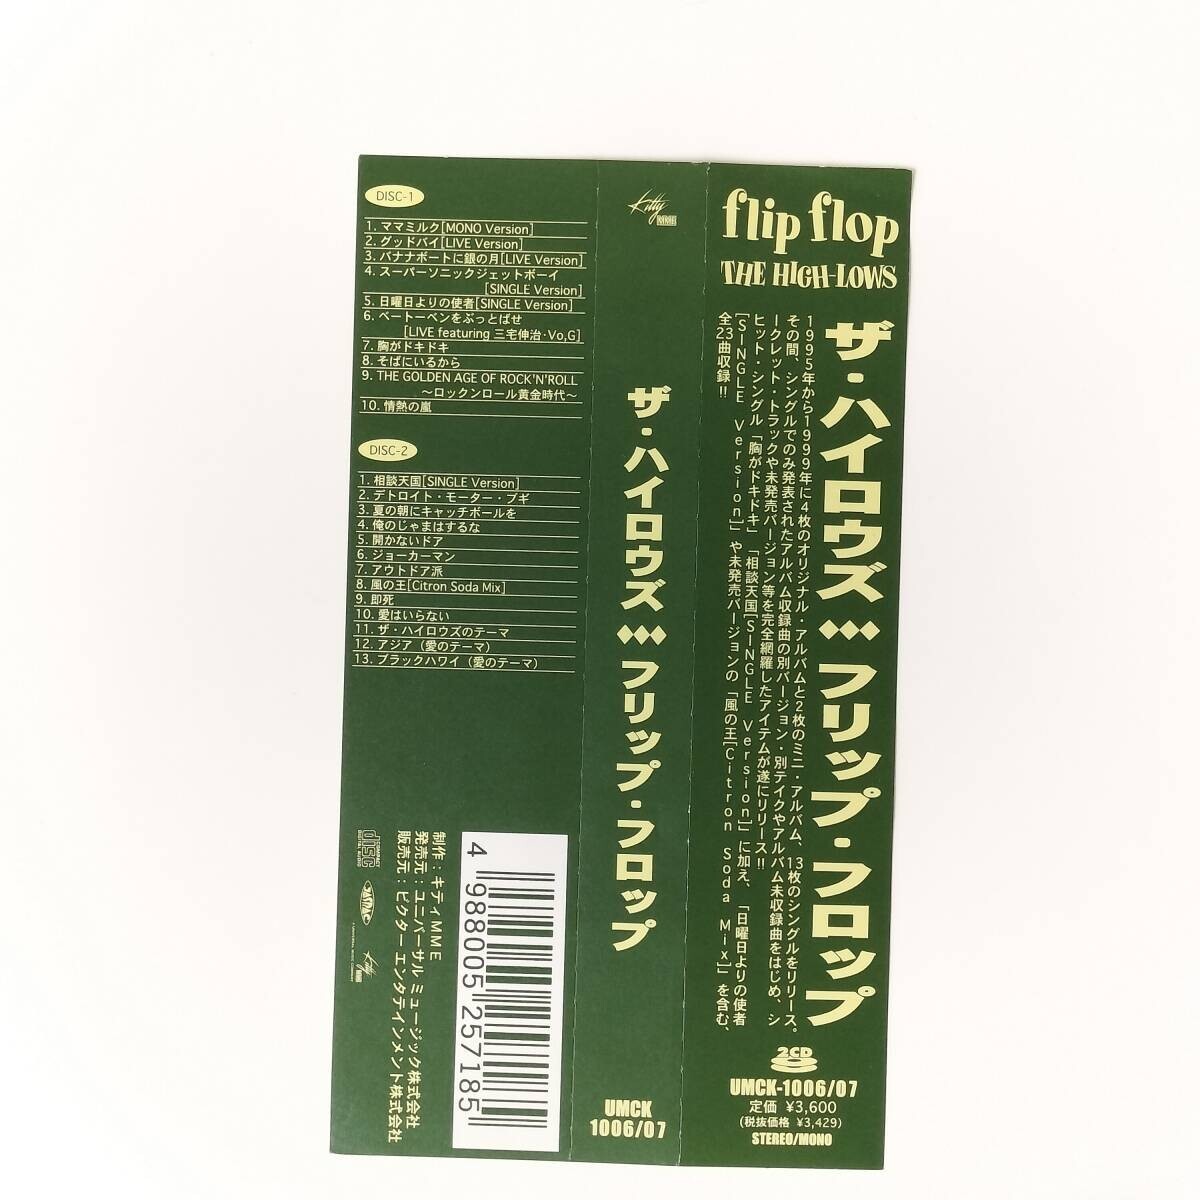 DISC-1
1. ママミルク[MONO Version]
2. グッドバイ[LIVE Version]
3. バナナボートに銀の月[LIVE Version]
4. スーパーソニックジェットボーイ
[SINGLE Version]
5. 日曜日よりの使者[SINGLE Version]
6. ベートーベンをぶっとばせ
[LIVE featuring 三宅伸治・Vo,G]
7. 胸がドキドキ
8. そばにいるから
9. THE GOLDEN AGE OF ROCK'N'ROLL
～ロックンロール黄金時代～
10. 情熱の嵐
DISC-2
1. 相談天国[SINGLE Version]
2. デトロイト・モーター・ブギ
3. 夏の朝にキャッチボールを
4. 俺のじゃまはするな
5. 開かないドア
6. ジョーカーマン
7. アウトドア派
8. 風の王[Citron Soda Mix]
9. 即死
10. 愛はいらない
11. ザ・ハイロウズのテーマ
12. アジア（愛のテーマ）
13. ブラックハワイ（愛のテーマ）
制作：キティMME
発売元：ユニバーサル ミュージック株式会社
販売元：ビクター エンタテインメント株式会社
COMPACT
disc
DIGITAL AUDIO
Kitty
MME
4 988005 257185
Kitty
MME
ザ・ハイロウズ フリップ・フロップ
UMCK
1006/07
flip flop
THE HIGH-LOWS
ザ・ハイロウズ フリップ・フロップ
1995年から1999年に4枚のオリジナル・アルバムと2枚のミニ・アルバム、13枚のシングルをリリース。
その間、シングルでのみ発表されたアルバム収録曲の別バージョン・別テイクやアルバム未収録曲をはじめ、シ
ークレット・トラックや未発売バージョン等を完全網羅したアイテムが遂にリリース!!
ヒット・シングル「胸がドキドキ」「相談天国[SINGLE Version]」に加え、「日曜日よりの使者
[SINGLE Version]」や未発売バージョンの「風の王[Citron Soda Mix]」を含む、
全23曲収録!!
2CD
UMCK-1006/07
定価 ¥3,600
(税抜価格 ¥3,429)
STEREO/MONO